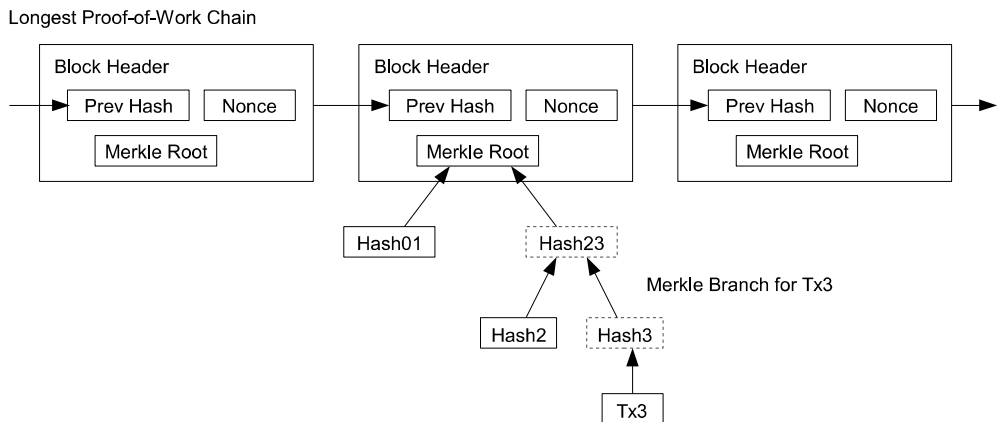 Longest Proof-of-Work Chain
Block Header
Prev Hash
Nonce
Merkle Root
Block Header
Prev Hash
Nonce
Merkle Root
Block Header
Prev Hash
Nonce
Merkle Root
Hash01
Hash23
Merkle Branch for Tx3
Hash2
Hash3
Tx3